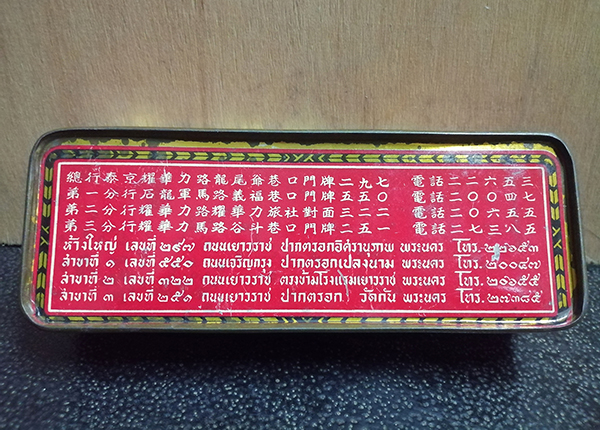 總行泰京耀華力路龍尾爺巷口門牌二九七 電話二二六五三
第一分行石龍軍馬路義福巷口門牌五五〇 電話二〇〇四七
第二分行耀華力路耀華力旅社對面三二二 電話二〇六五五
第三分行耀華力馬路谷斗巷口門牌二五一 電話二七三八五
ห้างใหญ่ เลขที่ ๒๙๗ ถนนเยาวราช ปากตรอกอิศรานุภาพ พระนคร โทร. ๒๒๖๕๓
สาขาที่ ๑ เลขที่ ๕๕๐ ถนนเจริญกรุง ปากตรอกแปลงนาม พระนคร โทร. ๒๐๐๔๗
สาขาที่ ๒ เลขที่ ๓๒๒ ถนนเยาวราช ตรงข้ามโรงแรมเยาวราช พระนคร โทร. ๒๐๖๕๕
สาขาที่ ๓ เลขที่ ๒๕๑ ถนนเยาวราช ปากตรอก วัดกัน พระนคร โทร. ๒๗๓๘๕